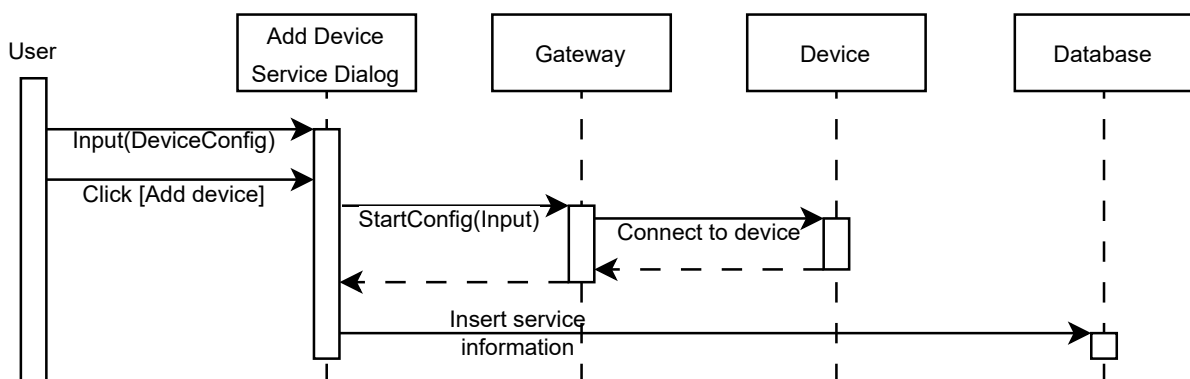 User
Add Device
Service Dialog
Gateway
Device
Database
Input(DeviceConfig)
Click [Add device]
StartConfig(Input)
Connect to device
Insert service
information